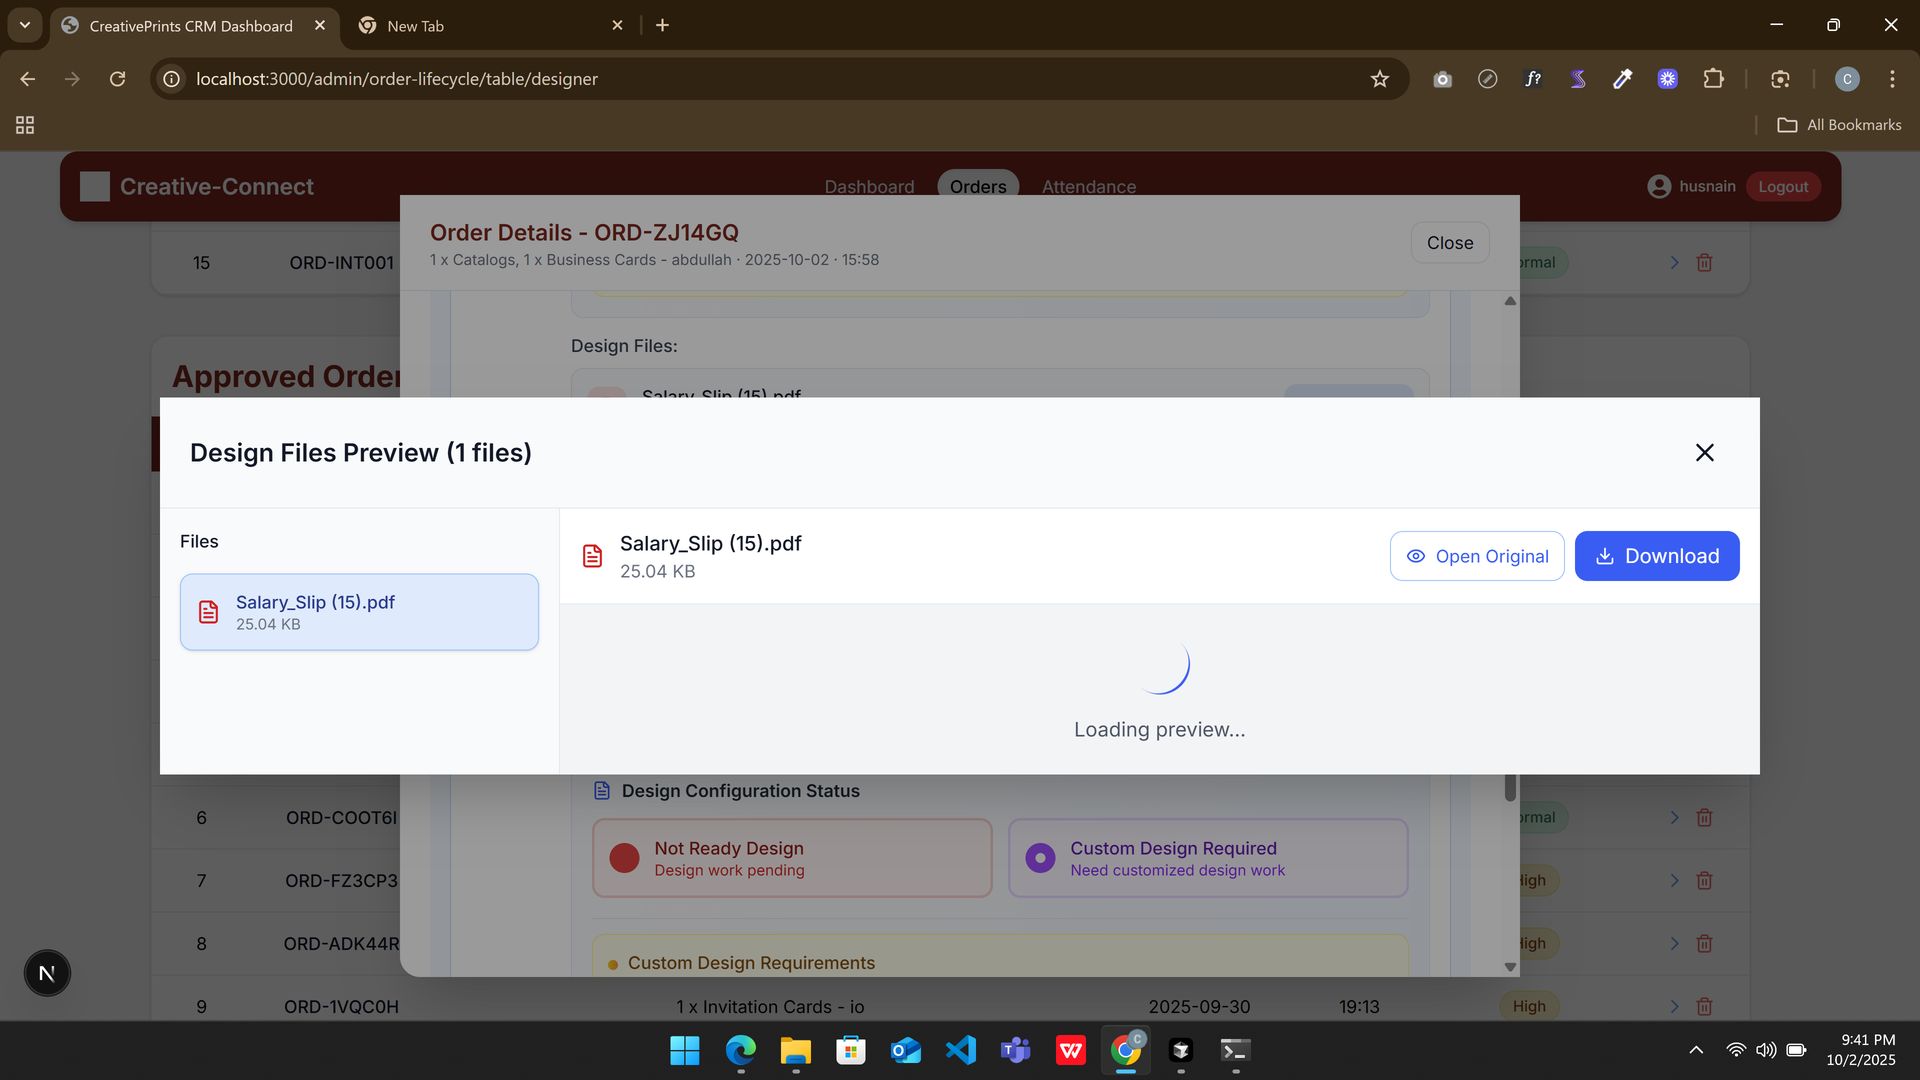 CreativePrints CRM Dashboard
New Tab
localhost:3000/admin/order-lifecycle/table/designer
f?
C
All Bookmarks
Creative-Connect
Dashboard
Orders
Attendance
husnain
Logout
Order Details - ORD-ZJ14GQ
1 x Catalogs, 1 x Business Cards - abdullah · 2025-10-02 · 15:58
Close
15
ORD-INT001
ormal
Design Files:
Salary_Slip (15).pdf
Approved Order
Design Files Preview (1 files)
Files
Salary_Slip (15).pdf
25.04 KB
Salary_Slip (15).pdf
25.04 KB
Open Original
Download
Loading preview...
Design Configuration Status
Not Ready Design
Design work pending
Custom Design Required
Need customized design work
Custom Design Requirements
6
ORD-COOT6I
ormal
7
ORD-FZ3CP3
High
8
ORD-ADK44R
High
9
ORD-1VQC0H
1 x Invitation Cards - io
2025-09-30
19:13
High
N
9:41 PM
10/2/2025